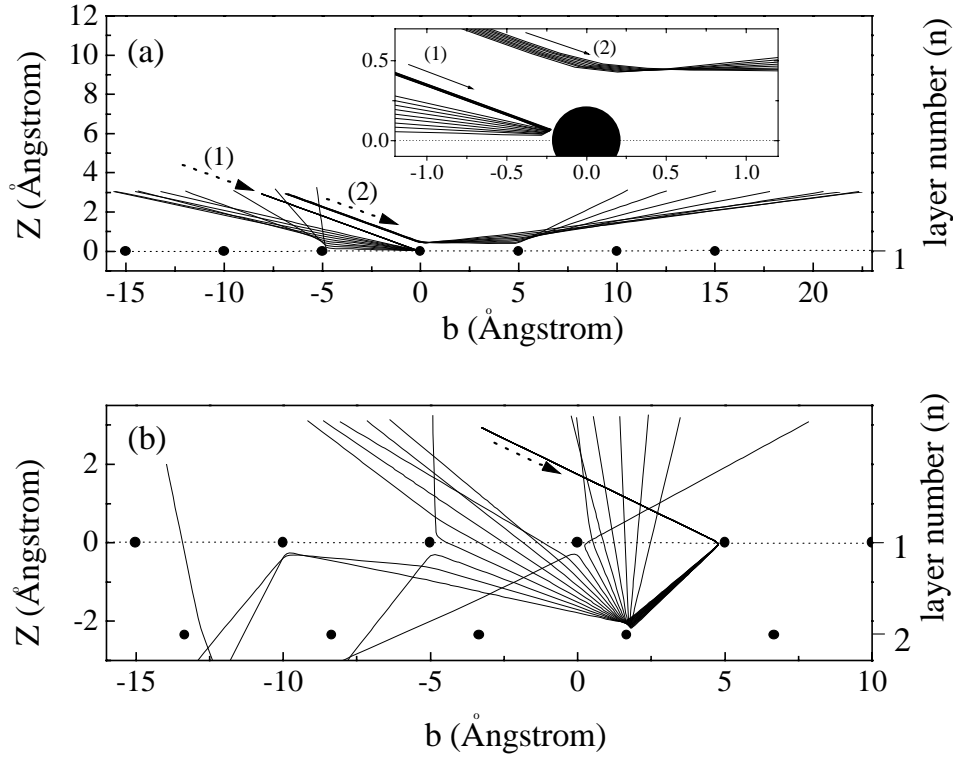 (a)
Z (Ångstrom)
12
10
8
6
4
2
0
(1)
(2)
0.5
0.0
(1)
(2)
-1.0 -0.5 0.0 0.5 1.0
1
layer number (n)
-15 -10 -5 0 5 10 15 20
b (Ångstrom)
(b)
Z (Ångstrom)
2
0
-2
1
2
layer number (n)
-15 -10 -5 0 5 10
b (Ångstrom)